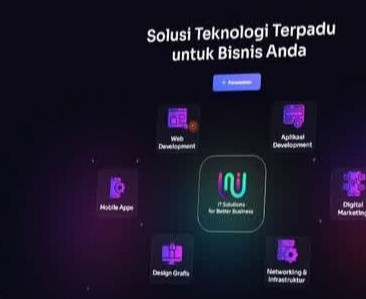 Solusi Teknologi Terpadu
untuk Bisnis Anda
Web
Development
Aplikasi
Development
Mobile Apps
IT Solutions
for Better Business
Digital
Marketing
Design Grafis
Networking &
Infrastruktur